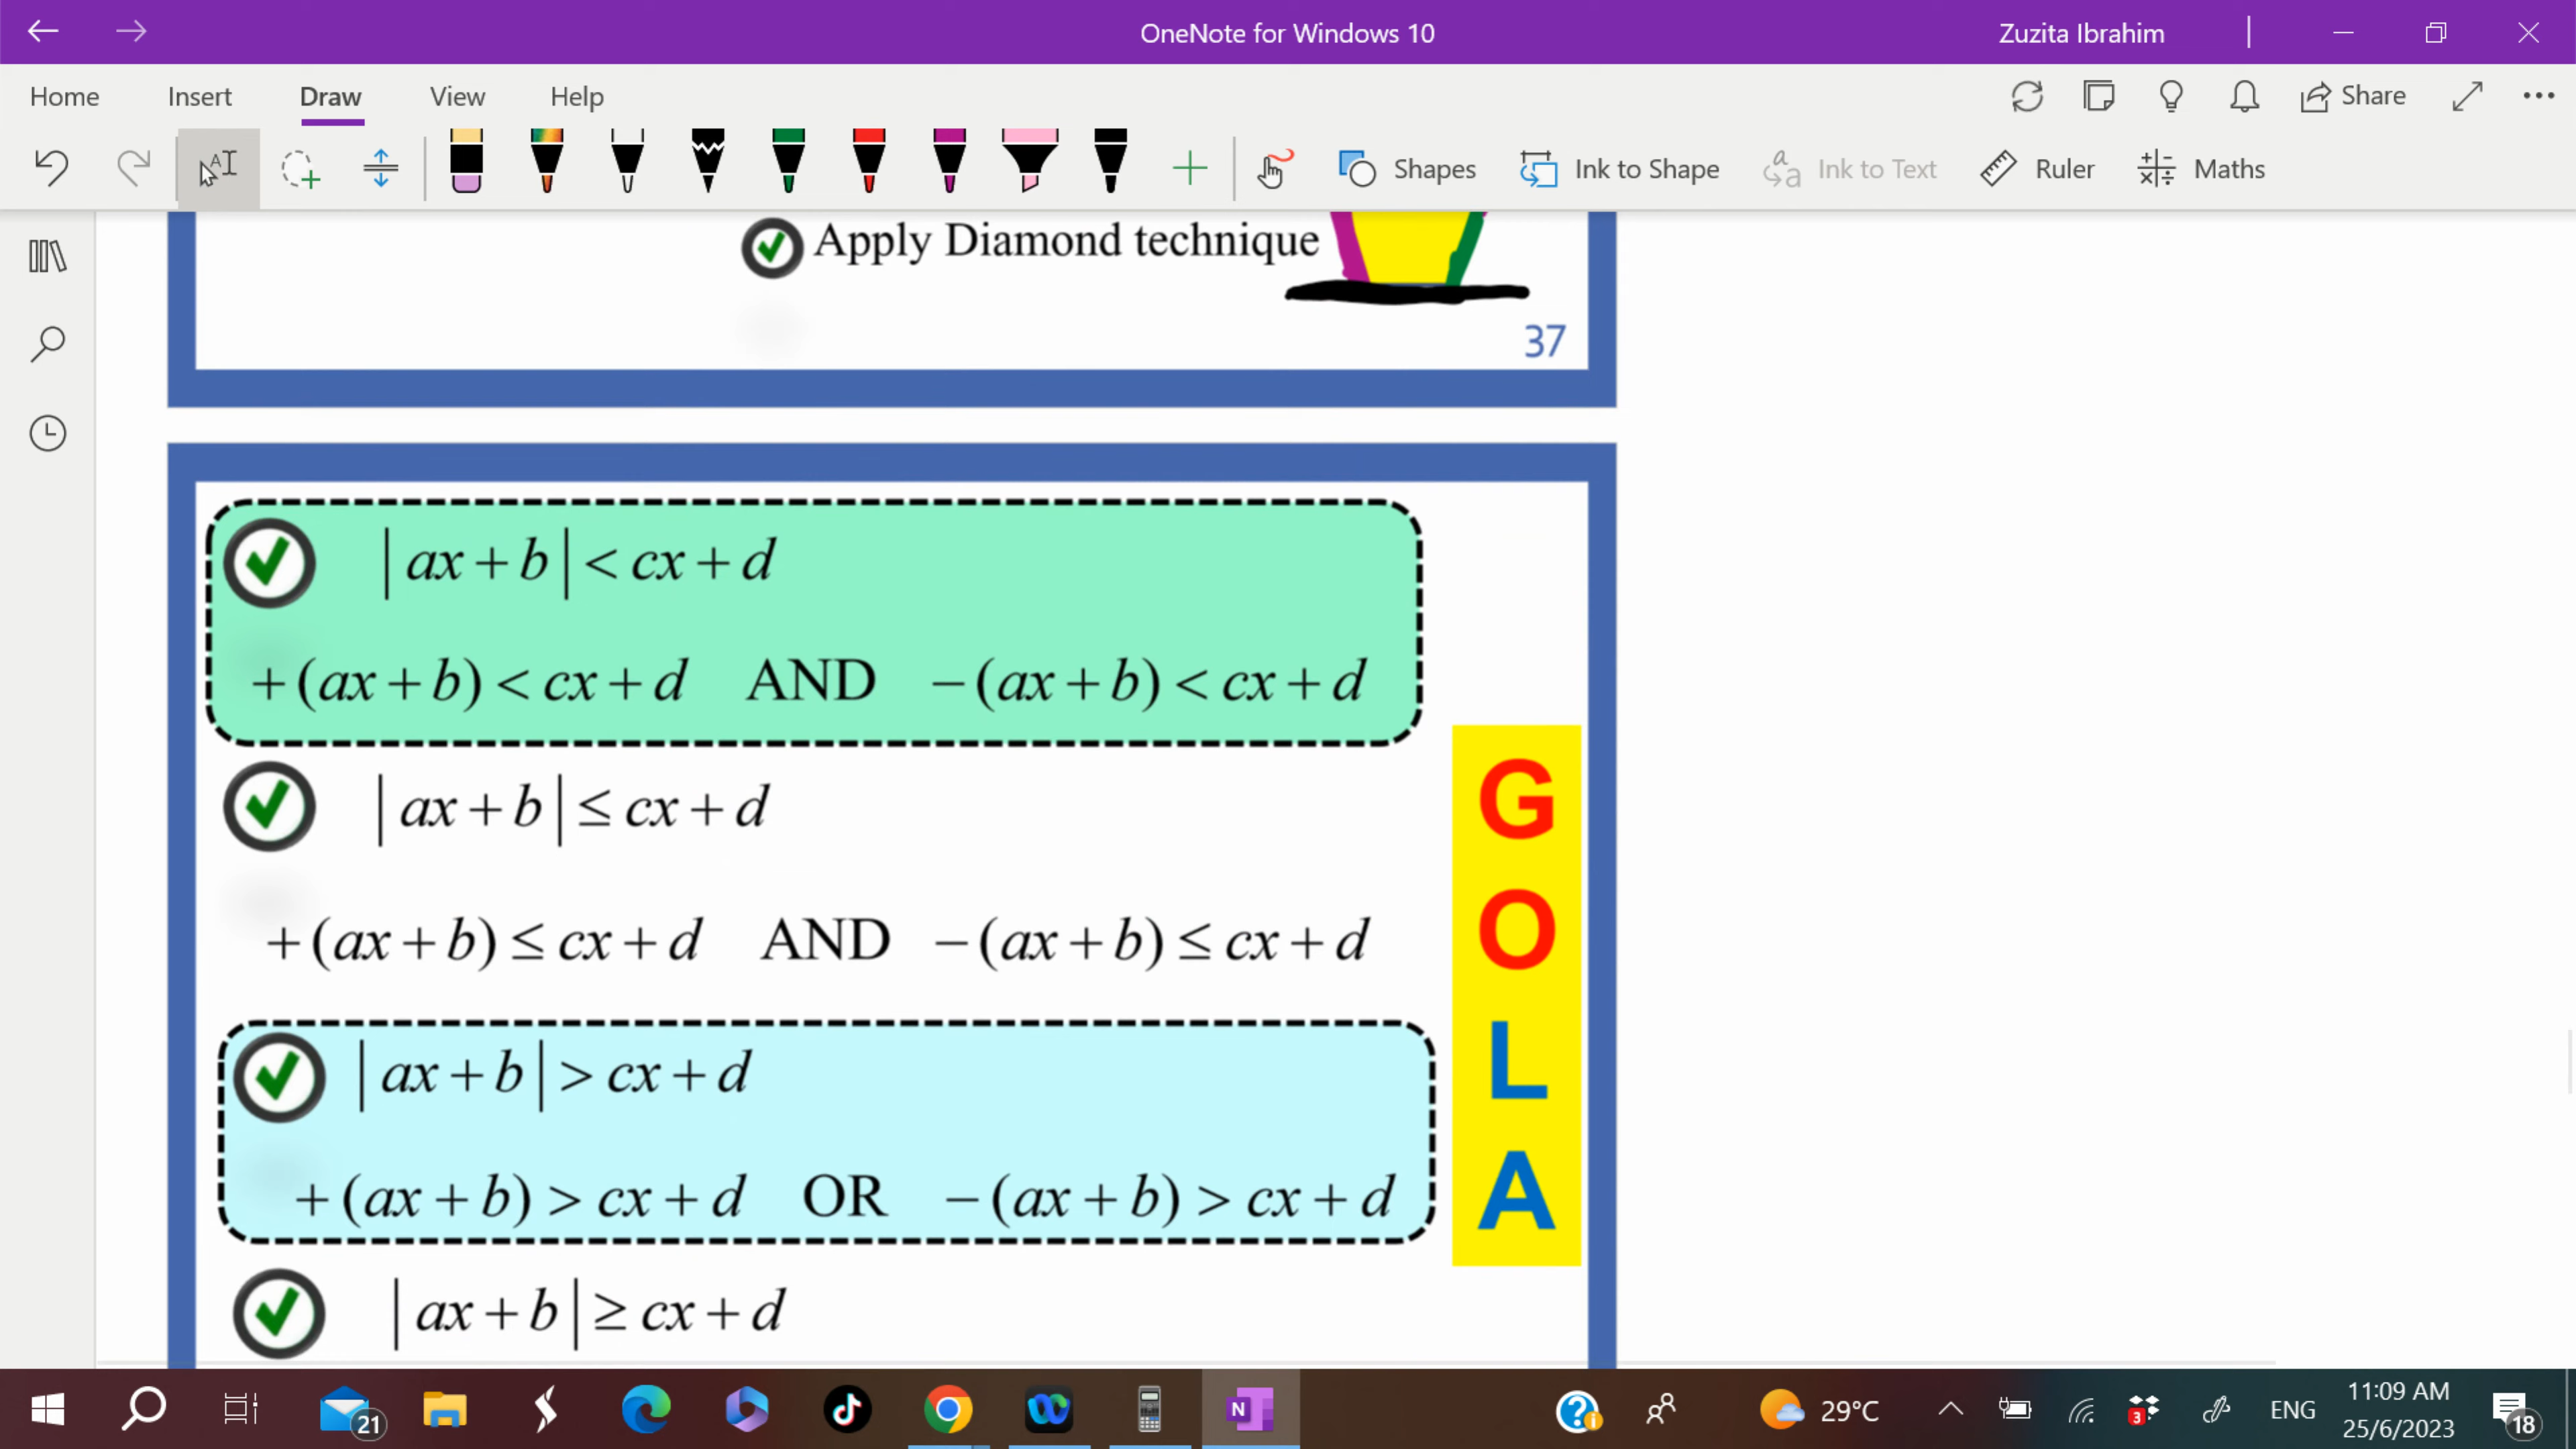 OneNote for Windows 10
Zuzita Ibrahim
Home Insert Draw View Help
Share
Shapes Ink to Shape Ink to Text Ruler Maths
Apply Diamond technique
37
|ax + b| < cx + d
+(ax + b) < cx + d AND −(ax + b) < cx + d
|ax + b| ≤ cx + d
+(ax + b) ≤ cx + d AND −(ax + b) ≤ cx + d
|ax + b| > cx + d
+(ax + b) > cx + d OR −(ax + b) > cx + d
|ax + b| ≥ cx + d
G
O
L
A
21
N
29°C
3
ENG
11:09 AM
25/6/2023
18